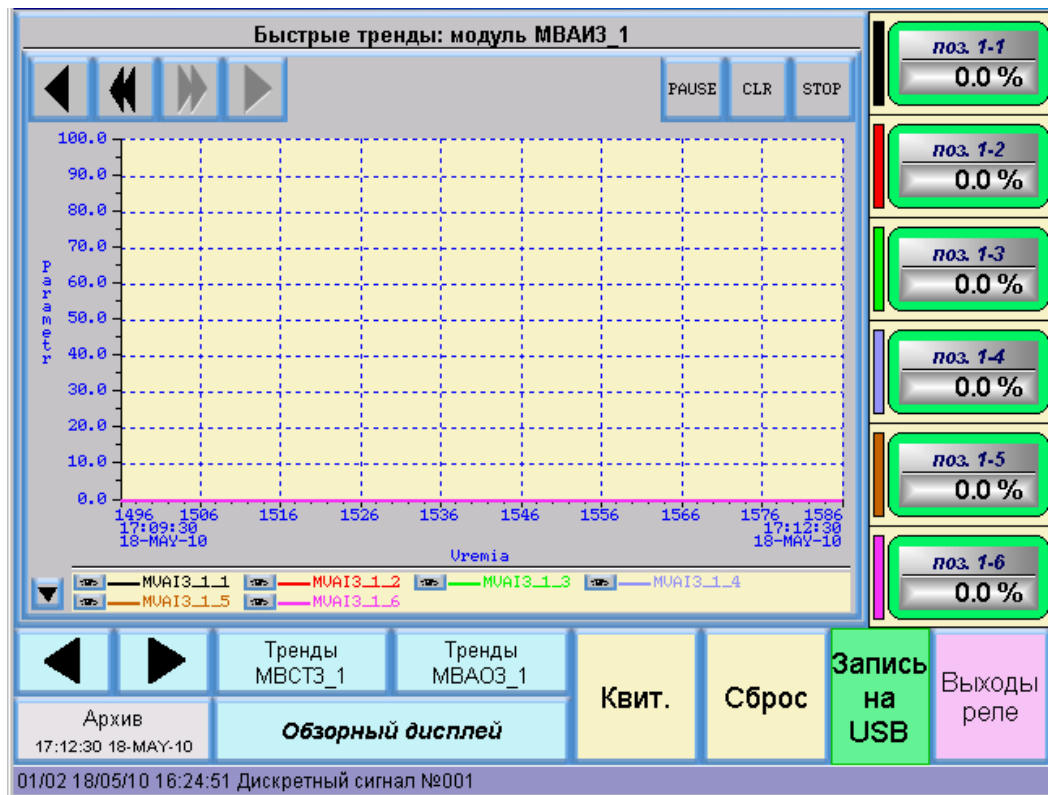 Быстрые тренды: модуль МВАИ3_1
PAUSE CLR STOP
100.0
90.0
80.0
70.0
60.0
50.0
40.0
30.0
20.0
10.0
0.0
Parametr
1496 1506 1516 1526 1536 1546 1556 1566 1576 1586
17:09:30 17:12:30
18-MAY-10 18-MAY-10
Vremia
MVAI3_1_1 MVAI3_1_2 MVAI3_1_3 MVAI3_1_4
MVAI3_1_5 MVAI3_1_6
поз. 1-1
0.0 %
поз. 1-2
0.0 %
поз. 1-3
0.0 %
поз. 1-4
0.0 %
поз. 1-5
0.0 %
поз. 1-6
0.0 %
Тренды
МВСТ3_1
Тренды
МВАО3_1
Архив
17:12:30 18-MAY-10
Обзорный дисплей
Квит.
Сброс
Запись
на
USB
Выходы
реле
01/02 18/05/10 16:24:51 Дискретный сигнал №001